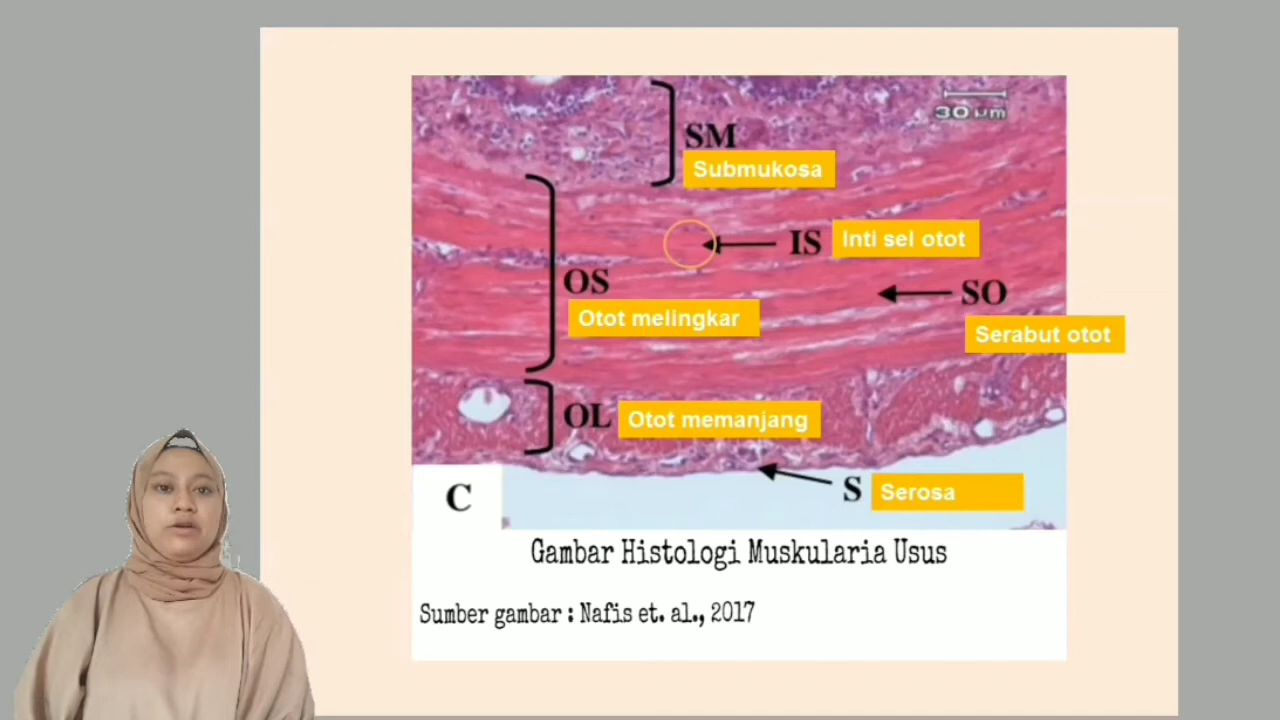 30 µm
SM
Submukosa
IS Inti sel otot
OS
SO
Otot melingkar
Serabut otot
OL Otot memanjang
S Serosa
C
Gambar Histologi Muskularia Usus
Sumber gambar : Nafis et. al., 2017